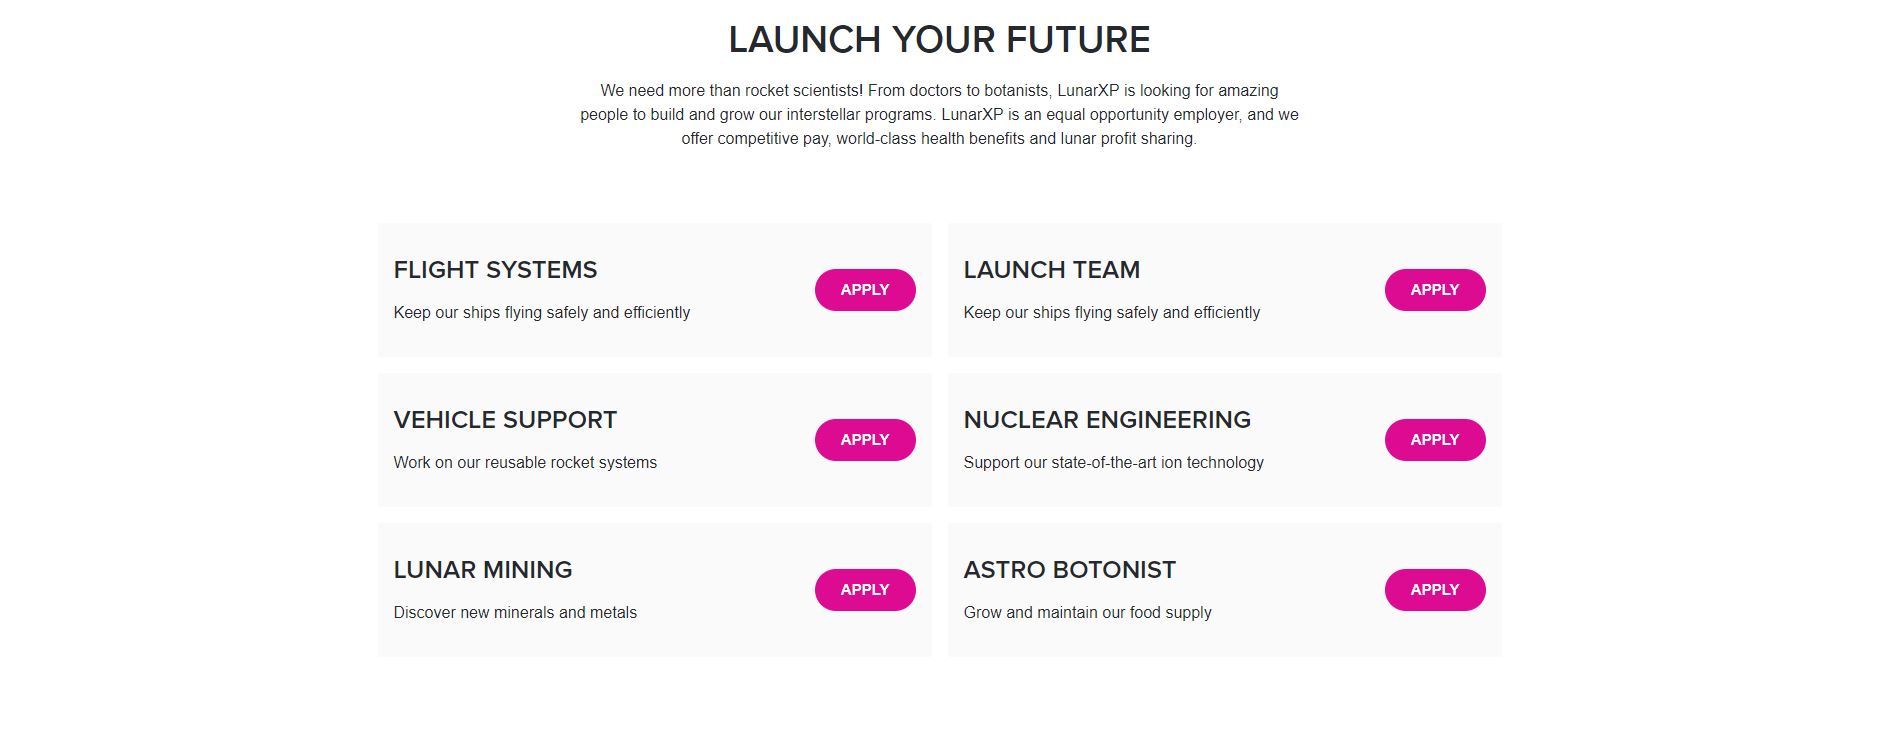 LAUNCH YOUR FUTURE
We need more than rocket scientists! From doctors to botanists, LunarXP is looking for amazing
people to build and grow our interstellar programs. LunarXP is an equal opportunity employer, and we
offer competitive pay, world-class health benefits and lunar profit sharing.
FLIGHT SYSTEMS
Keep our ships flying safely and efficiently
APPLY
LAUNCH TEAM
Keep our ships flying safely and efficiently
APPLY
VEHICLE SUPPORT
Work on our reusable rocket systems
APPLY
NUCLEAR ENGINEERING
Support our state-of-the-art ion technology
APPLY
LUNAR MINING
Discover new minerals and metals
APPLY
ASTRO BOTONIST
Grow and maintain our food supply
APPLY